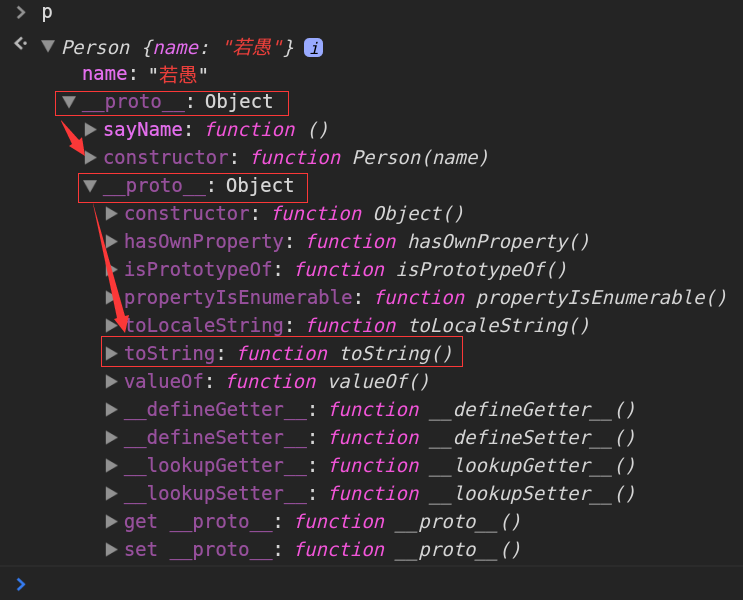 p
Person {name: "若愚"} i
name: "若愚"
__proto__: Object
sayName: function ()
constructor: function Person(name)
__proto__: Object
constructor: function Object()
hasOwnProperty: function hasOwnProperty()
isPrototypeOf: function isPrototypeOf()
propertyIsEnumerable: function propertyIsEnumerable()
toLocaleString: function toLocaleString()
toString: function toString()
valueOf: function valueOf()
__defineGetter__: function __defineGetter__()
__defineSetter__: function __defineSetter__()
__lookupGetter__: function __lookupGetter__()
__lookupSetter__: function __lookupSetter__()
get __proto__: function __proto__()
set __proto__: function __proto__()